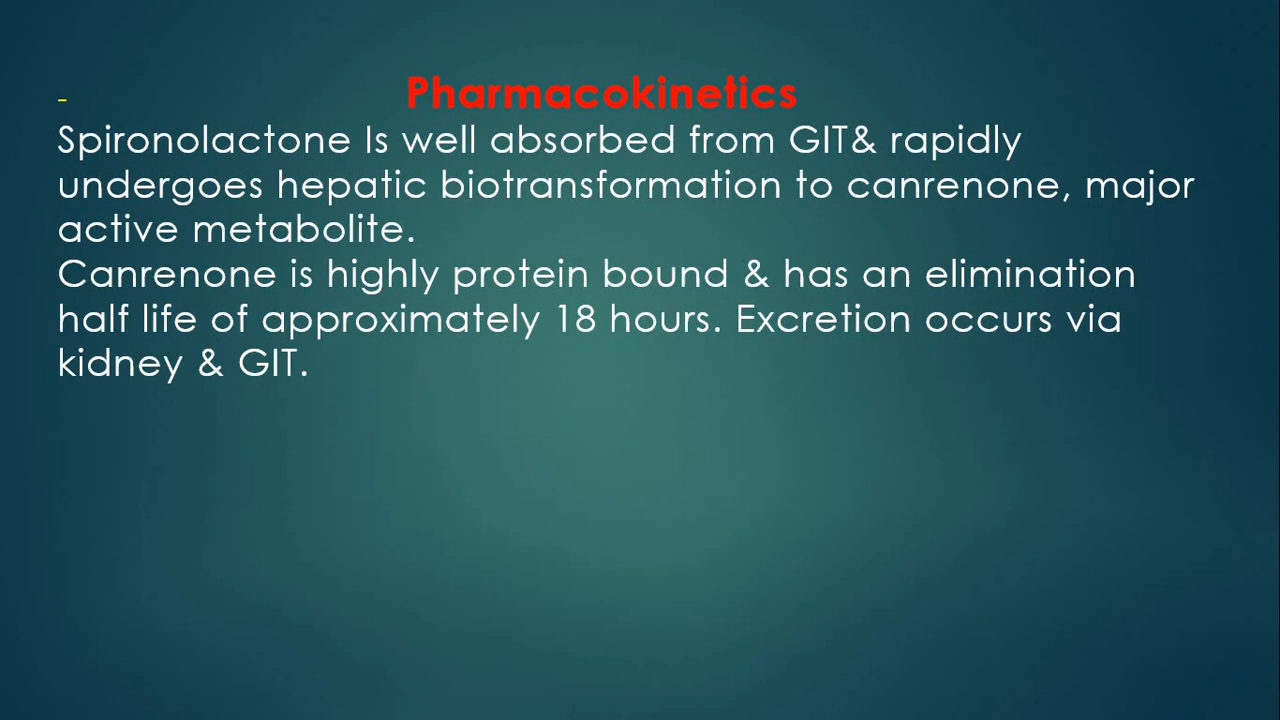 - Pharmacokinetics
Spironolactone Is well absorbed from GIT& rapidly
undergoes hepatic biotransformation to canrenone, major
active metabolite.
Canrenone is highly protein bound & has an elimination
half life of approximately 18 hours. Excretion occurs via
kidney & GIT.